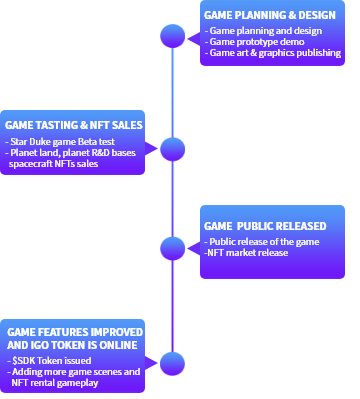 GAME PLANNING & DESIGN
- Game planning and design
- Game prototype demo
- Game art & graphics publishing
GAME TASTING & NFT SALES
- Star Duke game Beta test
- Planet land, planet R&D bases
spacecraft NFTs sales
GAME PUBLIC RELEASED
- Public release of the game
-NFT market release
GAME FEATURES IMPROVED
AND IGO TOKEN IS ONLINE
- $SDK Token issued
- Adding more game scenes and
NFT rental gameplay